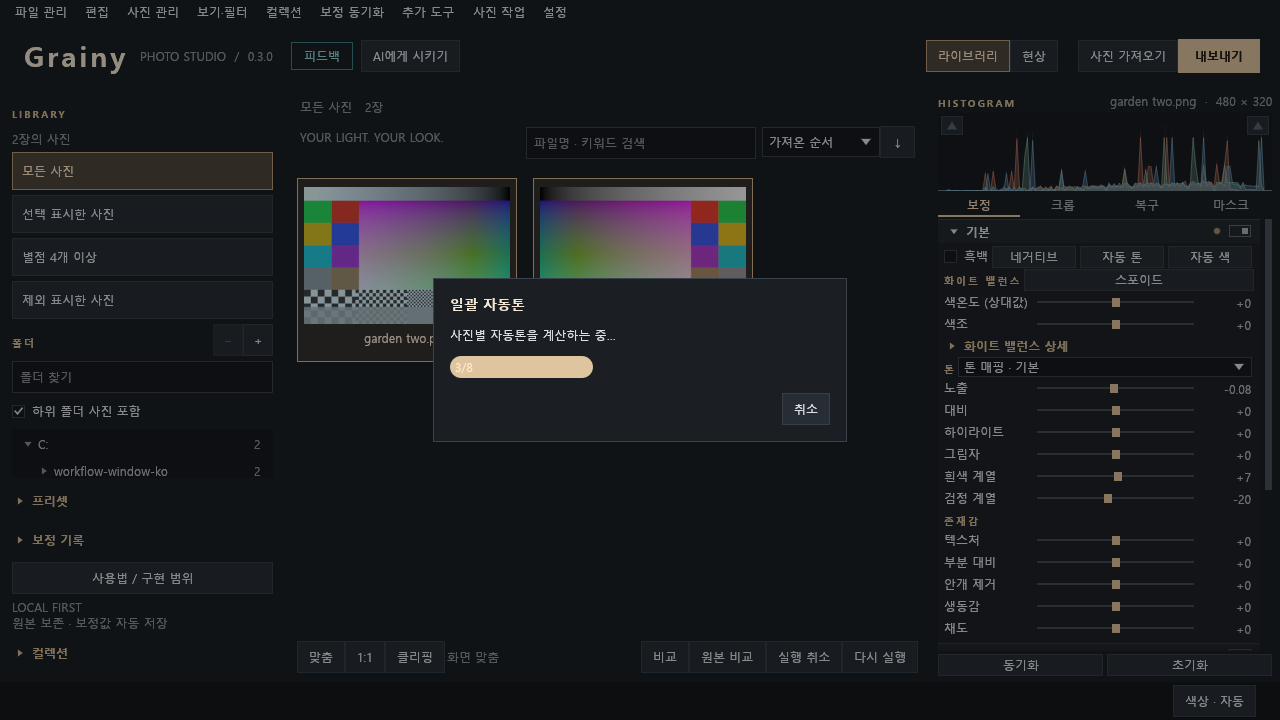 파일 관리 편집 사진 관리 보기·필터 컬렉션 보정 동기화 추가 도구 사진 작업 설정
Grainy PHOTO STUDIO / 0.3.0 피드백 AI에게 시키기 라이브러리 현상 사진 가져오기 내보내기
LIBRARY
2장의 사진
모든 사진
선택 표시한 사진
별점 4개 이상
제외 표시한 사진
폴더 − +
폴더 찾기
하위 폴더 사진 포함
C: 2
workflow-window-ko 2
프리셋
보정 기록
사용법 / 구현 범위
LOCAL FIRST
원본 보존 · 보정값 자동 저장
컬렉션
모든 사진 2장
YOUR LIGHT. YOUR LOOK.
파일명 · 키워드 검색 가져온 순서 ↓
garden two.p
일괄 자동톤
사진별 자동톤을 계산하는 중...
3/8
취소
맞춤 1:1 클리핑 화면 맞춤 비교 원본 비교 실행 취소 다시 실행
HISTOGRAM garden two.png · 480 × 320
보정 크롭 복구 마스크
기본
흑백 네거티브 자동 톤 자동 색
화이트 밸런스 스포이드
색온도 (상대값) +0
색조 +0
화이트 밸런스 상세
톤 톤 매핑 · 기본
노출 -0.08
대비 +0
하이라이트 +0
그림자 +0
흰색 계열 +7
검정 계열 -20
존재감
텍스처 +0
부분 대비 +0
안개 제거 +0
생동감 +0
채도 +0
동기화 초기화
색상 · 자동